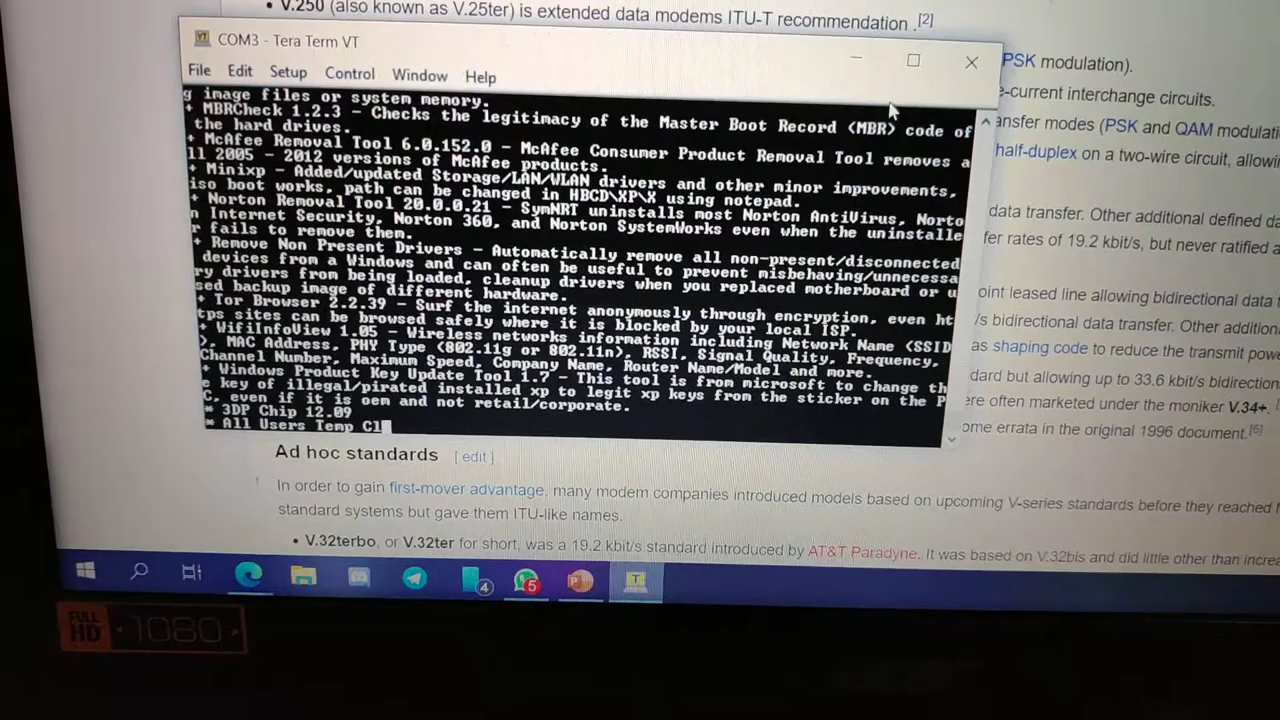 • V.250 (also known as V.25ter) is extended data modems ITU-T recommendation .[2]
COM3 - Tera Term VT
File Edit Setup Control Window Help
g image files or system memory.
+ MBRCheck 1.2.3 - Checks the legitimacy of the Master Boot Record (MBR) code of
the hard drives.
+ McAfee Removal Tool 6.0.152.0 - McAfee Consumer Product Removal Tool removes a
ll 2005 - 2012 versions of McAfee products.
+ Minixp - Added/updated Storage/LAN/WLAN drivers and other minor improvements,
iso boot works, path can be changed in HBCD\XP\X using notepad.
+ Norton Removal Tool 20.0.0.21 - SymNRT uninstalls most Norton AntiVirus, Norto
n Internet Security, Norton 360, and Norton SystemWorks even when the uninstalle
r fails to remove them.
+ Remove Non Present Drivers - Automatically remove all non-present/disconnected
devices from a Windows and can often be useful to prevent misbehaving/unnecessa
ry drivers from being loaded, cleanup drivers when you replaced motherboard or u
sed backup image of different hardware.
+ Tor Browser 2.2.39 - Surf the internet anonymously through encryption, even ht
tps sites can be browsed safely where it is blocked by your local ISP.
+ WifiInfoView 1.05 - Wireless networks information including Network Name (SSID
), MAC Address, PHY Type (802.11g or 802.11n), RSSI, Signal Quality, Frequency,
Channel Number, Maximum Speed, Company Name, Router Name/Model and more.
+ Windows Product Key Update Tool 1.7 - This tool is from microsoft to change th
e key of illegal/pirated installed xp to legit xp keys from the sticker on the P
C, even if it is oem and not retail/corporate.
* 3DP Chip 12.09
* All Users Temp Cl
PSK modulation).
e-current interchange circuits.
ansfer modes (PSK and QAM modulati
half-duplex on a two-wire circuit, allowin
data transfer. Other additional defined da
fer rates of 19.2 kbit/s, but never ratified a
oint leased line allowing bidirectional data t
/s bidirectional data transfer. Other addition
as shaping code to reduce the transmit powe
dard but allowing up to 33.6 kbit/s bidirection
ere often marketed under the moniker V.34+.
ome errata in the original 1996 document.[6]
Ad hoc standards [ edit ]
In order to gain first-mover advantage, many modem companies introduced models based on upcoming V-series standards before they reached
standard systems but gave them ITU-like names.
• V.32terbo, or V.32ter for short, was a 19.2 kbit/s standard introduced by AT&T Paradyne. It was based on V.32bis and did little other than increa
4
5
FULL HD 1080